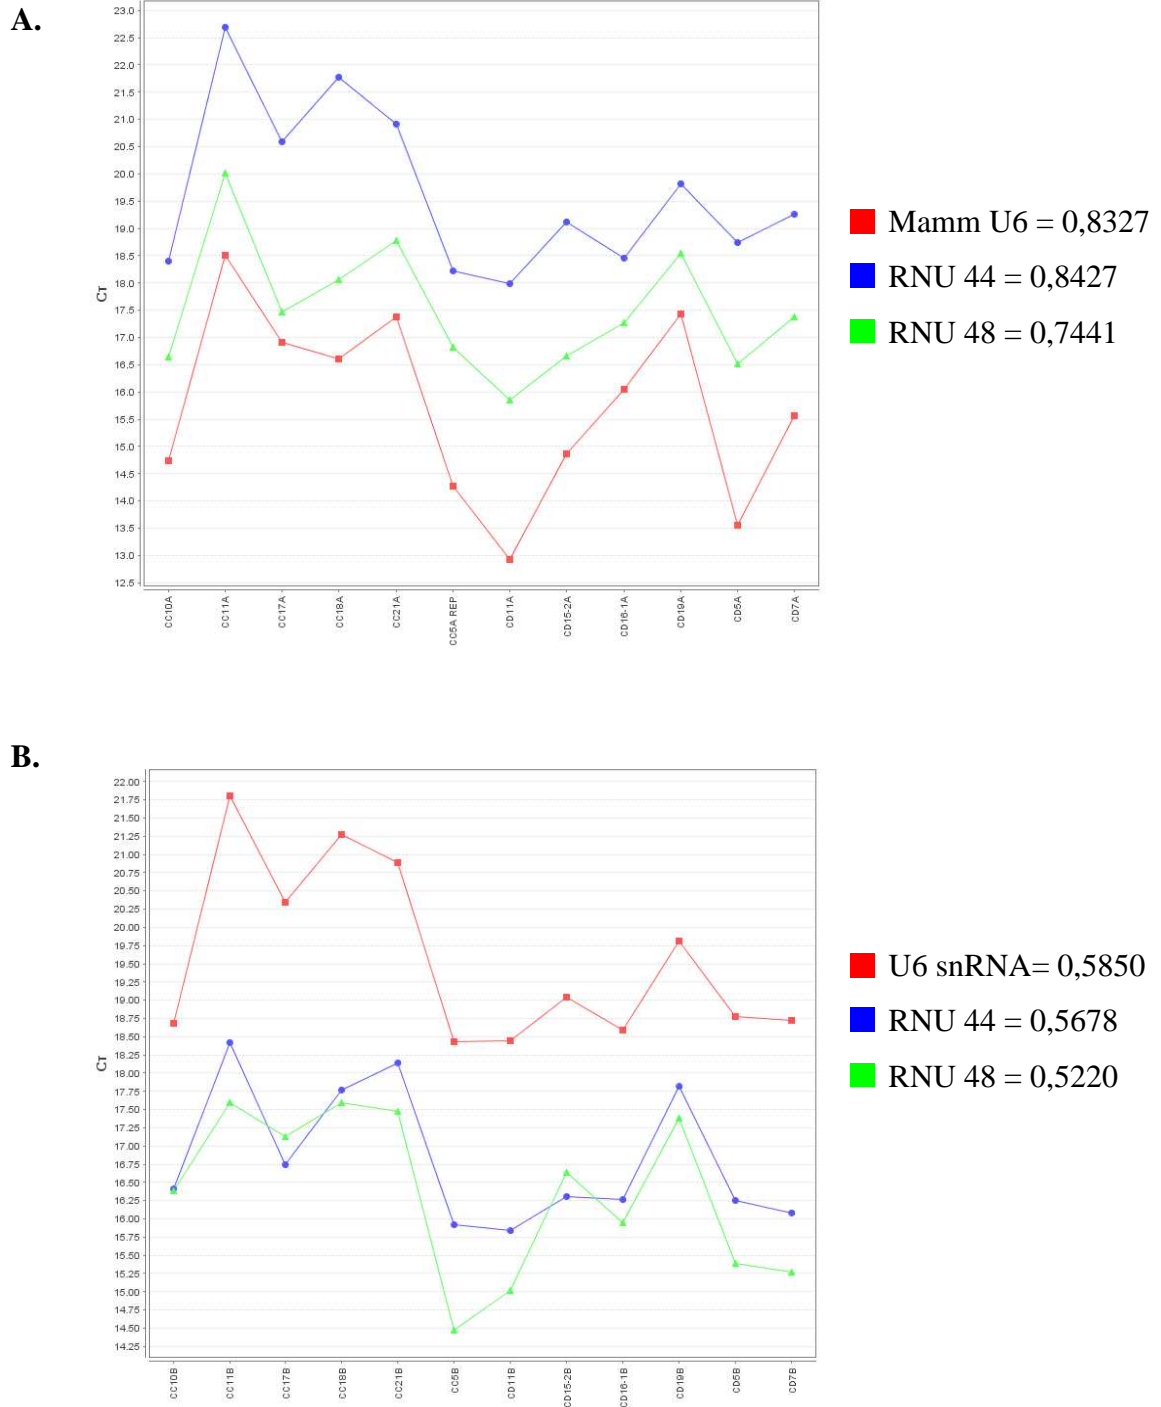 A.
23.0
22.5
22.0
21.5
21.0
20.5
20.0
19.5
19.0
18.5
18.0
17.5
17.0
16.5
16.0
15.5
15.0
14.5
14.0
13.5
13.0
12.5
Cт
CC10A
CC11A
CC17A
CC18A
CC21A
CC5A REP
CD11A
CD15-2A
CD16-1A
CD19A
CD5A
CD7A
Mamm U6 = 0,8327
RNU 44 = 0,8427
RNU 48 = 0,7441
B.
22.00
21.75
21.50
21.25
21.00
20.75
20.50
20.25
20.00
19.75
19.50
19.25
19.00
18.75
18.50
18.25
18.00
17.75
17.50
17.25
17.00
16.75
16.50
16.25
16.00
15.75
15.50
15.25
15.00
14.75
14.50
14.25
Cт
CC10B
CC11B
CC17B
CC18B
CC21B
CC5B
CD11B
CD15-2B
CD16-1B
CD19B
CD5B
CD7B
U6 snRNA= 0,5850
RNU 44 = 0,5678
RNU 48 = 0,5220